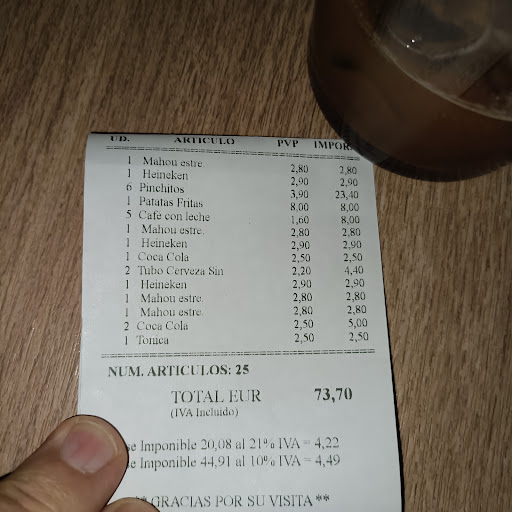 UD. ARTICULO PVP IMPOR
1 Mahou estre. 2,80 2,80
1 Heineken 2,90 2,90
6 Pinchitos 3,90 23,40
1 Patatas Fritas 8,00 8,00
5 Café con leche 1,60 8,00
1 Mahou estre. 2,80 2,80
1 Heineken 2,90 2,90
1 Coca Cola 2,50 2,50
2 Tubo Cerveza Sin 2,20 4,40
1 Heineken 2,90 2,90
1 Mahou estre. 2,80 2,80
1 Mahou estre. 2,80 2,80
2 Coca Cola 2,50 5,00
1 Tonica 2,50 2,50
NUM. ARTICULOS: 25
TOTAL EUR 73,70
(IVA Incluido)
se Imponible 20,08 al 21% IVA = 4,22
se Imponible 44,91 al 10% IVA = 4,49
** GRACIAS POR SU VISITA **